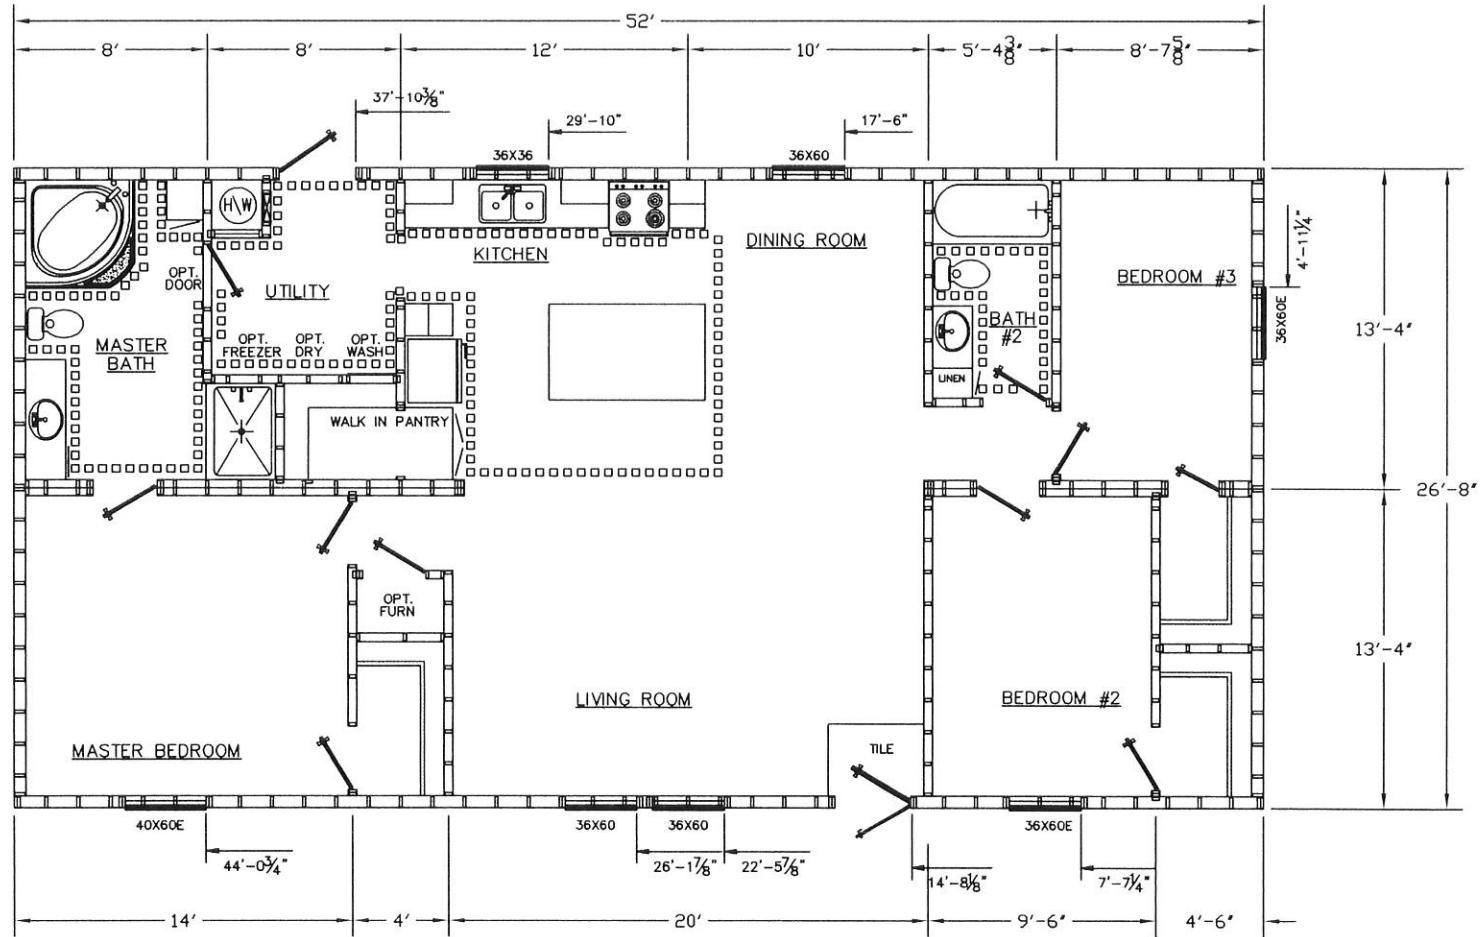 52'
8' 8' 12' 10' 5'-4 3/8" 8'-7 5/8"
37'-10 3/8"
29'-10"
17'-6"
36X36
36X60
H\W
KITCHEN
DINING ROOM
4'-11 1/4"
OPT.
DOOR
UTILITY
BEDROOM #3
36X60E
13'-4"
MASTER
BATH
OPT.
FREEZER
OPT.
DRY
OPT.
WASH
BATH
#2
LINEN
WALK IN PANTRY
26'-8"
OPT.
FURN
13'-4"
LIVING ROOM
BEDROOM #2
MASTER BEDROOM
TILE
40X60E
36X60
36X60
36X60E
44'-0 3/4"
26'-1 7/8"
22'-5 7/8"
14'-8 1/8"
7'-7 1/4"
14' 4' 20' 9'-6" 4'-6"